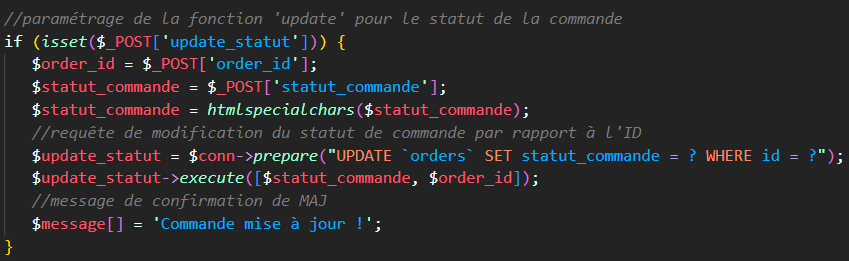 //paramétrage de la fonction 'update' pour le statut de la commande
if (isset($_POST['update_statut'])) {
$order_id = $_POST['order_id'];
$statut_commande = $_POST['statut_commande'];
$statut_commande = htmlspecialchars($statut_commande);
//requête de modification du statut de commande par rapport à l'ID
$update_statut = $conn->prepare("UPDATE `orders` SET statut_commande = ? WHERE id = ?");
$update_statut->execute([$statut_commande, $order_id]);
//message de confirmation de MAJ
$message[] = 'Commande mise à jour !';
}